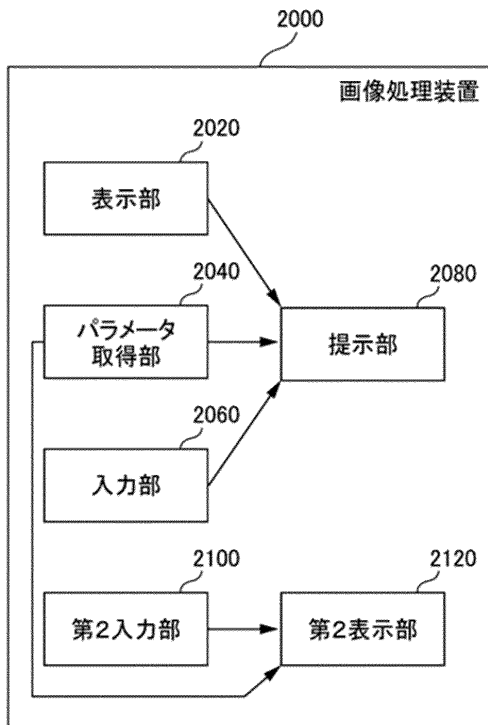 2000
画像処理装置
2020
表示部
2040
パラメータ
取得部
2080
提示部
2060
入力部
2100
第2入力部
2120
第2表示部